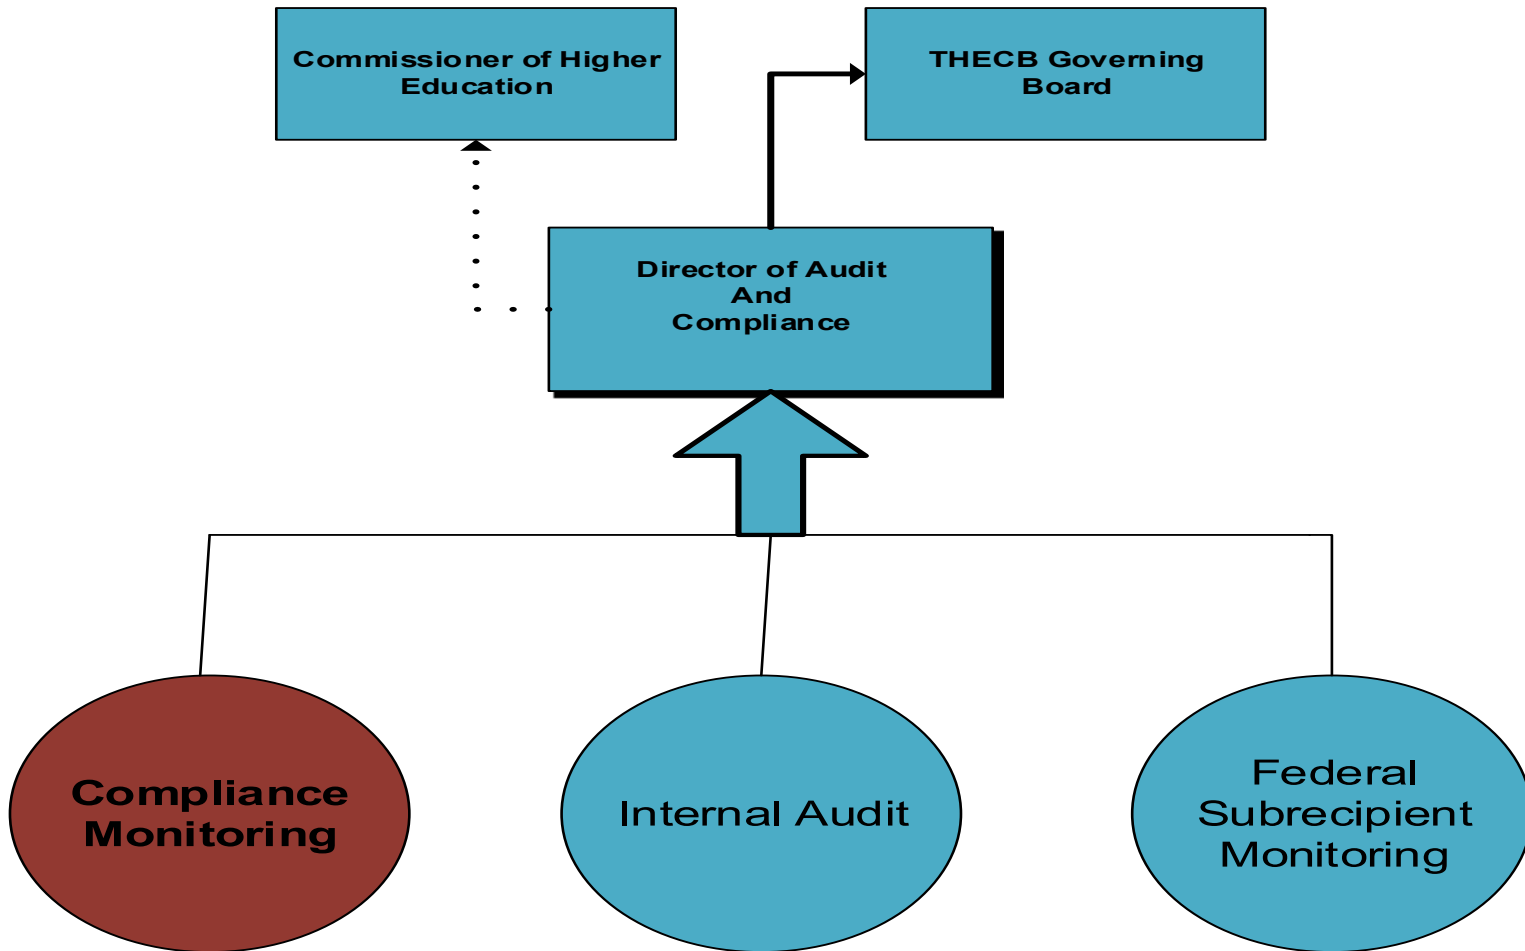 Commissioner of Higher
Education
THECB Governing
Board
Director of Audit
And
Compliance
Compliance
Monitoring
Internal Audit
Federal
Subrecipient
Monitoring